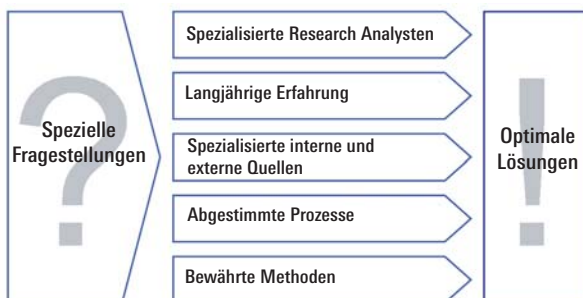 ?
Spezielle
Fragestellungen
Spezialisierte Research Analysten
Langjährige Erfahrung
Spezialisierte interne und
externe Quellen
Abgestimmte Prozesse
Bewährte Methoden
!
Optimale
Lösungen